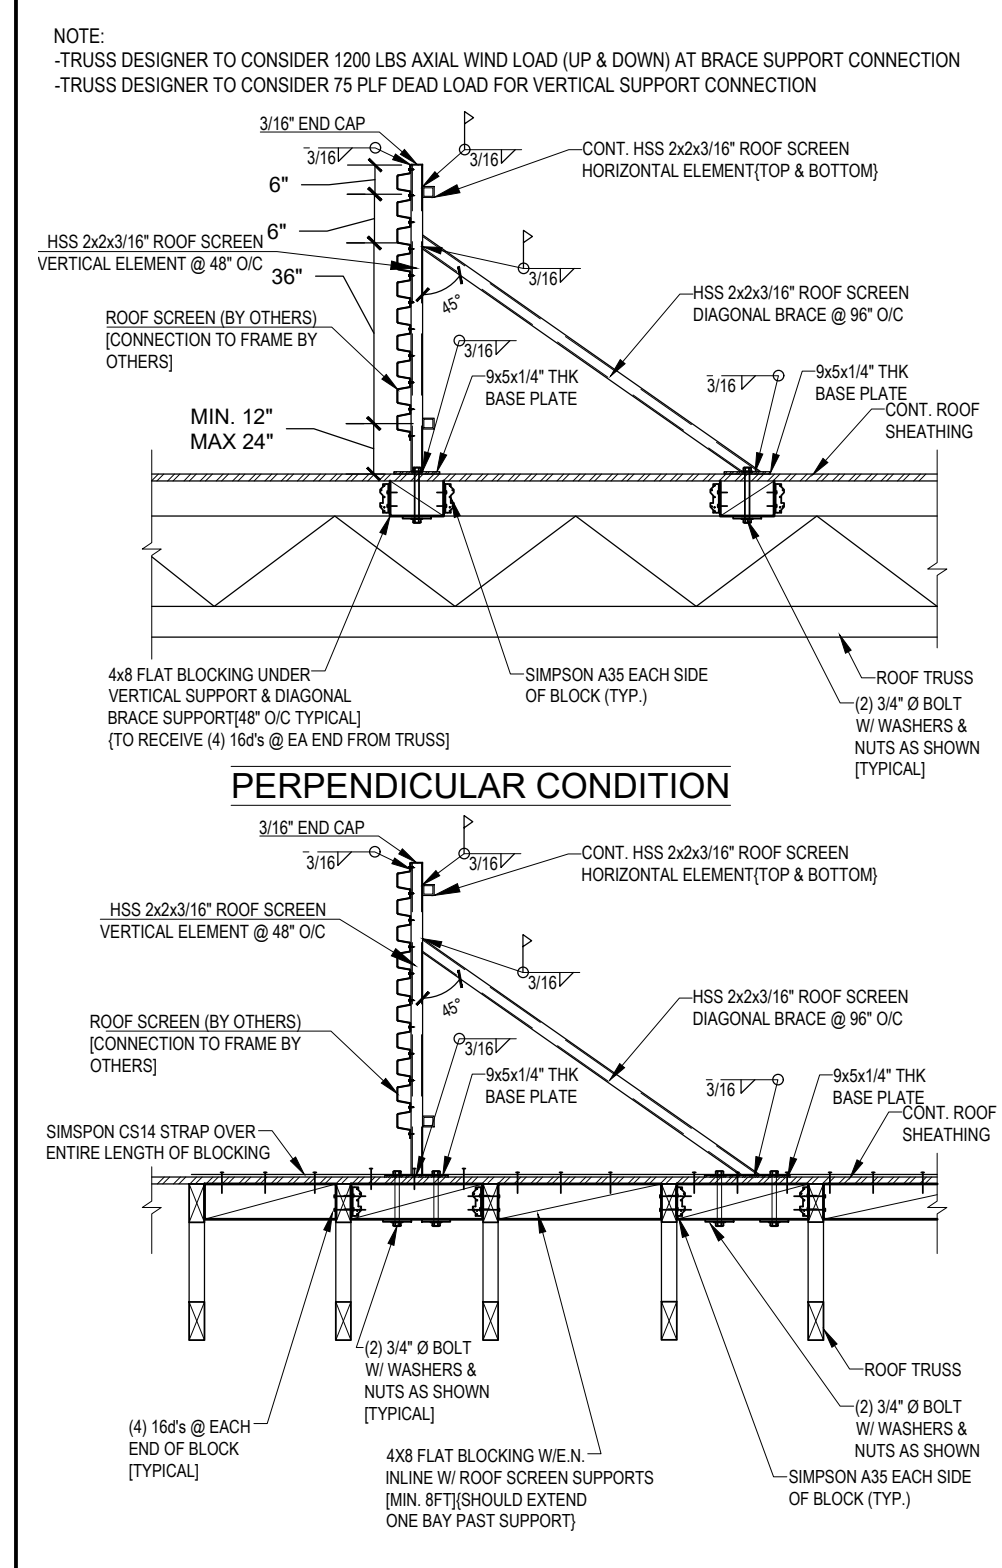 NOTE:
-TRUSS DESIGNER TO CONSIDER 1200 LBS AXIAL WIND LOAD (UP & DOWN) AT BRACE SUPPORT CONNECTION
-TRUSS DESIGNER TO CONSIDER 75 PLF DEAD LOAD FOR VERTICAL SUPPORT CONNECTION
3/16" END CAP
3/16
3/16
CONT. HSS 2x2x3/16" ROOF SCREEN
HORIZONTAL ELEMENT{TOP & BOTTOM}
6"
6"
HSS 2x2x3/16" ROOF SCREEN
VERTICAL ELEMENT @ 48" O/C
36"
3/16
45°
HSS 2x2x3/16" ROOF SCREEN
DIAGONAL BRACE @ 96" O/C
ROOF SCREEN (BY OTHERS)
[CONNECTION TO FRAME BY
OTHERS]
3/16
9x5x1/4" THK
BASE PLATE
3/16
9x5x1/4" THK
BASE PLATE
CONT. ROOF
SHEATHING
MIN. 12"
MAX 24"
4x8 FLAT BLOCKING UNDER
VERTICAL SUPPORT & DIAGONAL
BRACE SUPPORT[48" O/C TYPICAL]
{TO RECEIVE (4) 16d's @ EA END FROM TRUSS]
SIMPSON A35 EACH SIDE
OF BLOCK (TYP.)
ROOF TRUSS
(2) 3/4" Ø BOLT
W/ WASHERS &
NUTS AS SHOWN
[TYPICAL]
PERPENDICULAR CONDITION
3/16" END CAP
3/16
3/16
CONT. HSS 2x2x3/16" ROOF SCREEN
HORIZONTAL ELEMENT{TOP & BOTTOM}
HSS 2x2x3/16" ROOF SCREEN
VERTICAL ELEMENT @ 48" O/C
3/16
45°
HSS 2x2x3/16" ROOF SCREEN
DIAGONAL BRACE @ 96" O/C
ROOF SCREEN (BY OTHERS)
[CONNECTION TO FRAME BY
OTHERS]
3/16
9x5x1/4" THK
BASE PLATE
3/16
9x5x1/4" THK
BASE PLATE
CONT. ROOF
SHEATHING
SIMSPON CS14 STRAP OVER
ENTIRE LENGTH OF BLOCKING
(2) 3/4" Ø BOLT
W/ WASHERS &
NUTS AS SHOWN
[TYPICAL]
ROOF TRUSS
(4) 16d's @ EACH
END OF BLOCK
[TYPICAL]
(2) 3/4" Ø BOLT
W/ WASHERS &
NUTS AS SHOWN
4X8 FLAT BLOCKING W/E.N.
INLINE W/ ROOF SCREEN SUPPORTS
[MIN. 8FT]{SHOULD EXTEND
ONE BAY PAST SUPPORT}
SIMPSON A35 EACH SIDE
OF BLOCK (TYP.)